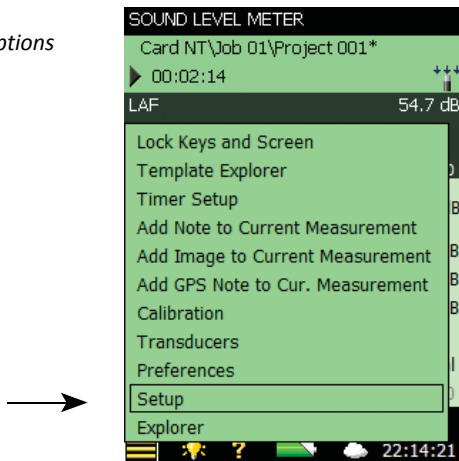 SOUND LEVEL METER
ptions
Card NT\Job 01\Project 001*
00:02:14
LAF 54.7 dB
Lock Keys and Screen
Template Explorer
Timer Setup
Add Note to Current Measurement
Add Image to Current Measurement
Add GPS Note to Cur. Measurement
Calibration
Transducers
Preferences
Setup
Explorer
? 22:14:21